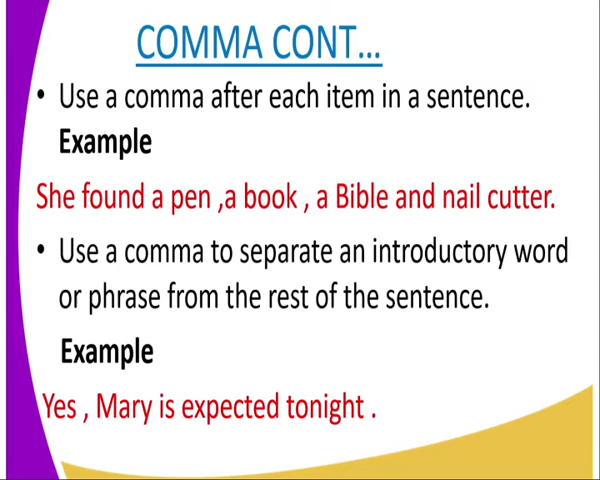 COMMA CONT…
• Use a comma after each item in a sentence.
Example
She found a pen ,a book , a Bible and nail cutter.
• Use a comma to separate an introductory word
or phrase from the rest of the sentence.
Example
Yes , Mary is expected tonight .